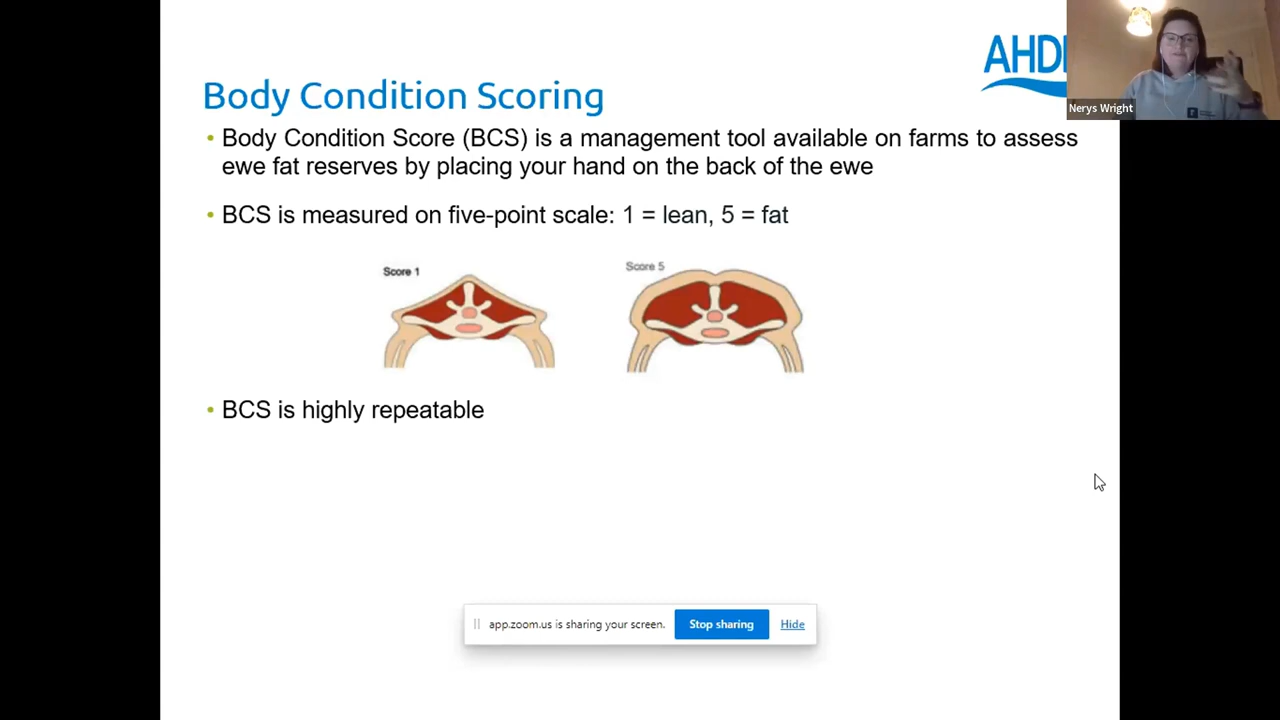 AHD
Nerys Wright
Body Condition Scoring
• Body Condition Score (BCS) is a management tool available on farms to assess
ewe fat reserves by placing your hand on the back of the ewe
• BCS is measured on five-point scale: 1 = lean, 5 = fat
Score 1
Score 5
• BCS is highly repeatable
app.zoom.us is sharing your screen.
Stop sharing
Hide